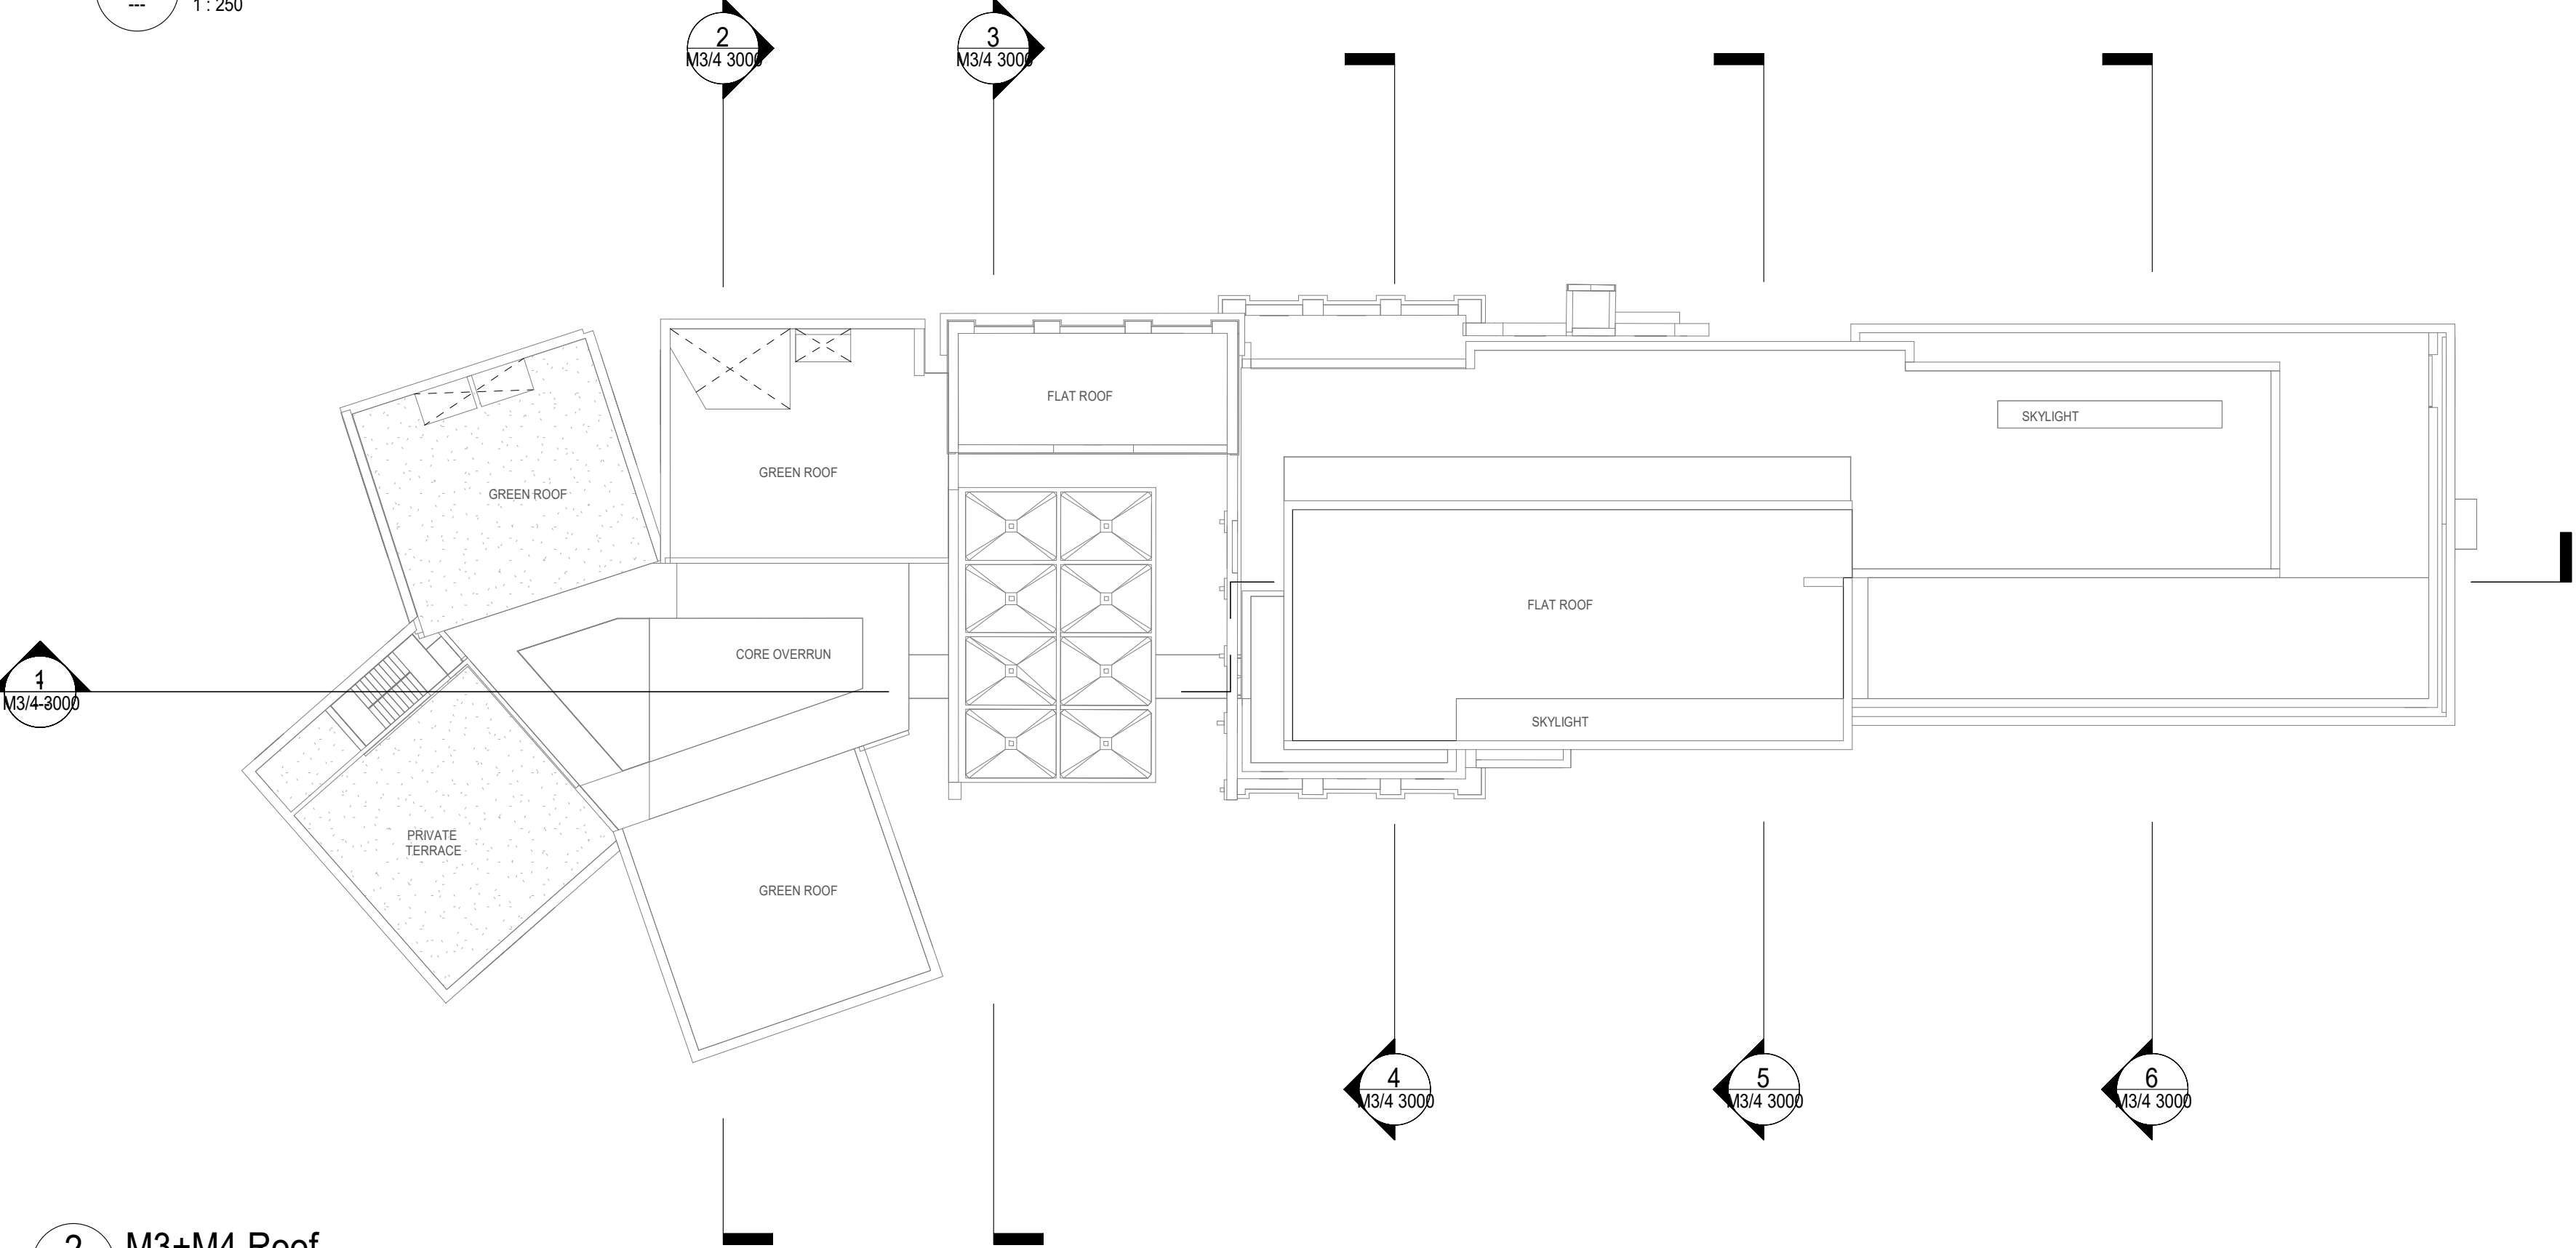 ---
1 : 250
2
M3/4 3000
3
M3/4 3000
FLAT ROOF
SKYLIGHT
GREEN ROOF
GREEN ROOF
FLAT ROOF
CORE OVERRUN
1
M3/4-3000
SKYLIGHT
PRIVATE
TERRACE
GREEN ROOF
4
M3/4 3000
5
M3/4 3000
6
M3/4 3000
2
M3+M4 Roof